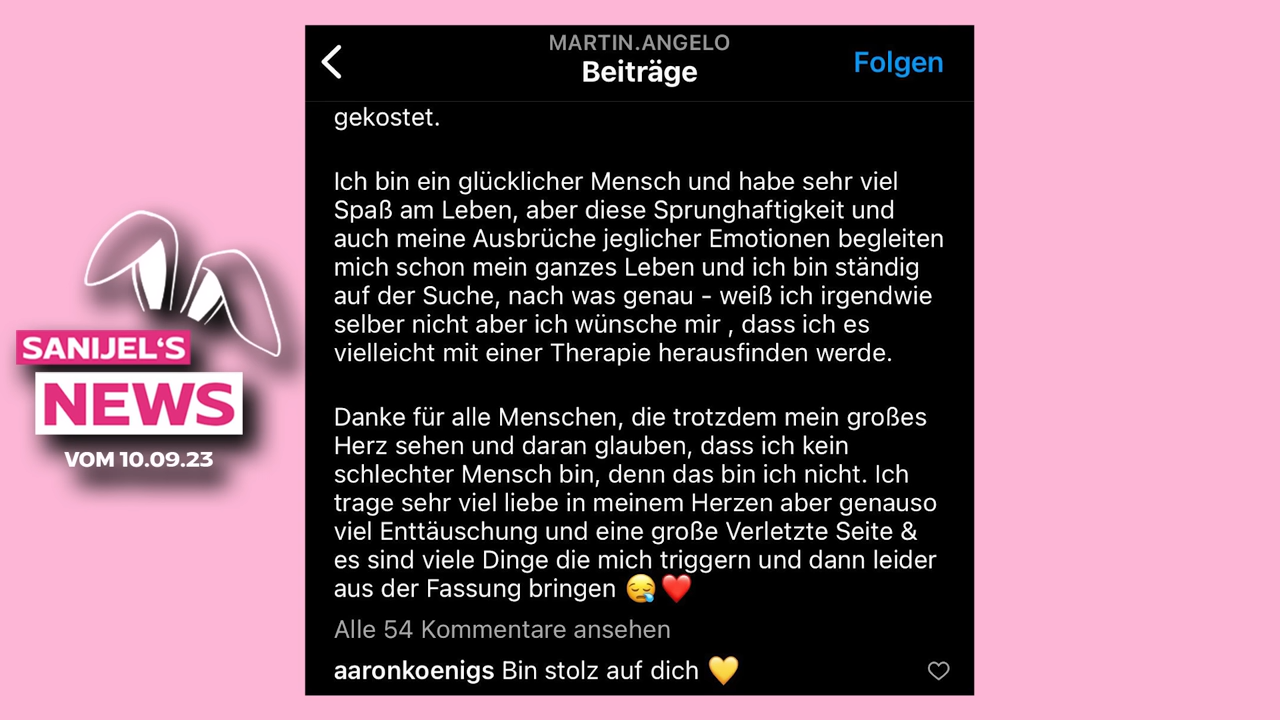 SANIJEL‘S
NEWS
VOM 10.09.23
MARTIN.ANGELO
Beiträge
Folgen
gekostet.
Ich bin ein glücklicher Mensch und habe sehr viel
Spaß am Leben, aber diese Sprunghaftigkeit und
auch meine Ausbrüche jeglicher Emotionen begleiten
mich schon mein ganzes Leben und ich bin ständig
auf der Suche, nach was genau - weiß ich irgendwie
selber nicht aber ich wünsche mir , dass ich es
vielleicht mit einer Therapie herausfinden werde.
Danke für alle Menschen, die trotzdem mein großes
Herz sehen und daran glauben, dass ich kein
schlechter Mensch bin, denn das bin ich nicht. Ich
trage sehr viel liebe in meinem Herzen aber genauso
viel Enttäuschung und eine große Verletzte Seite &
es sind viele Dinge die mich triggern und dann leider
aus der Fassung bringen 😪❤️
Alle 54 Kommentare ansehen
aaronkoenigs Bin stolz auf dich 💛